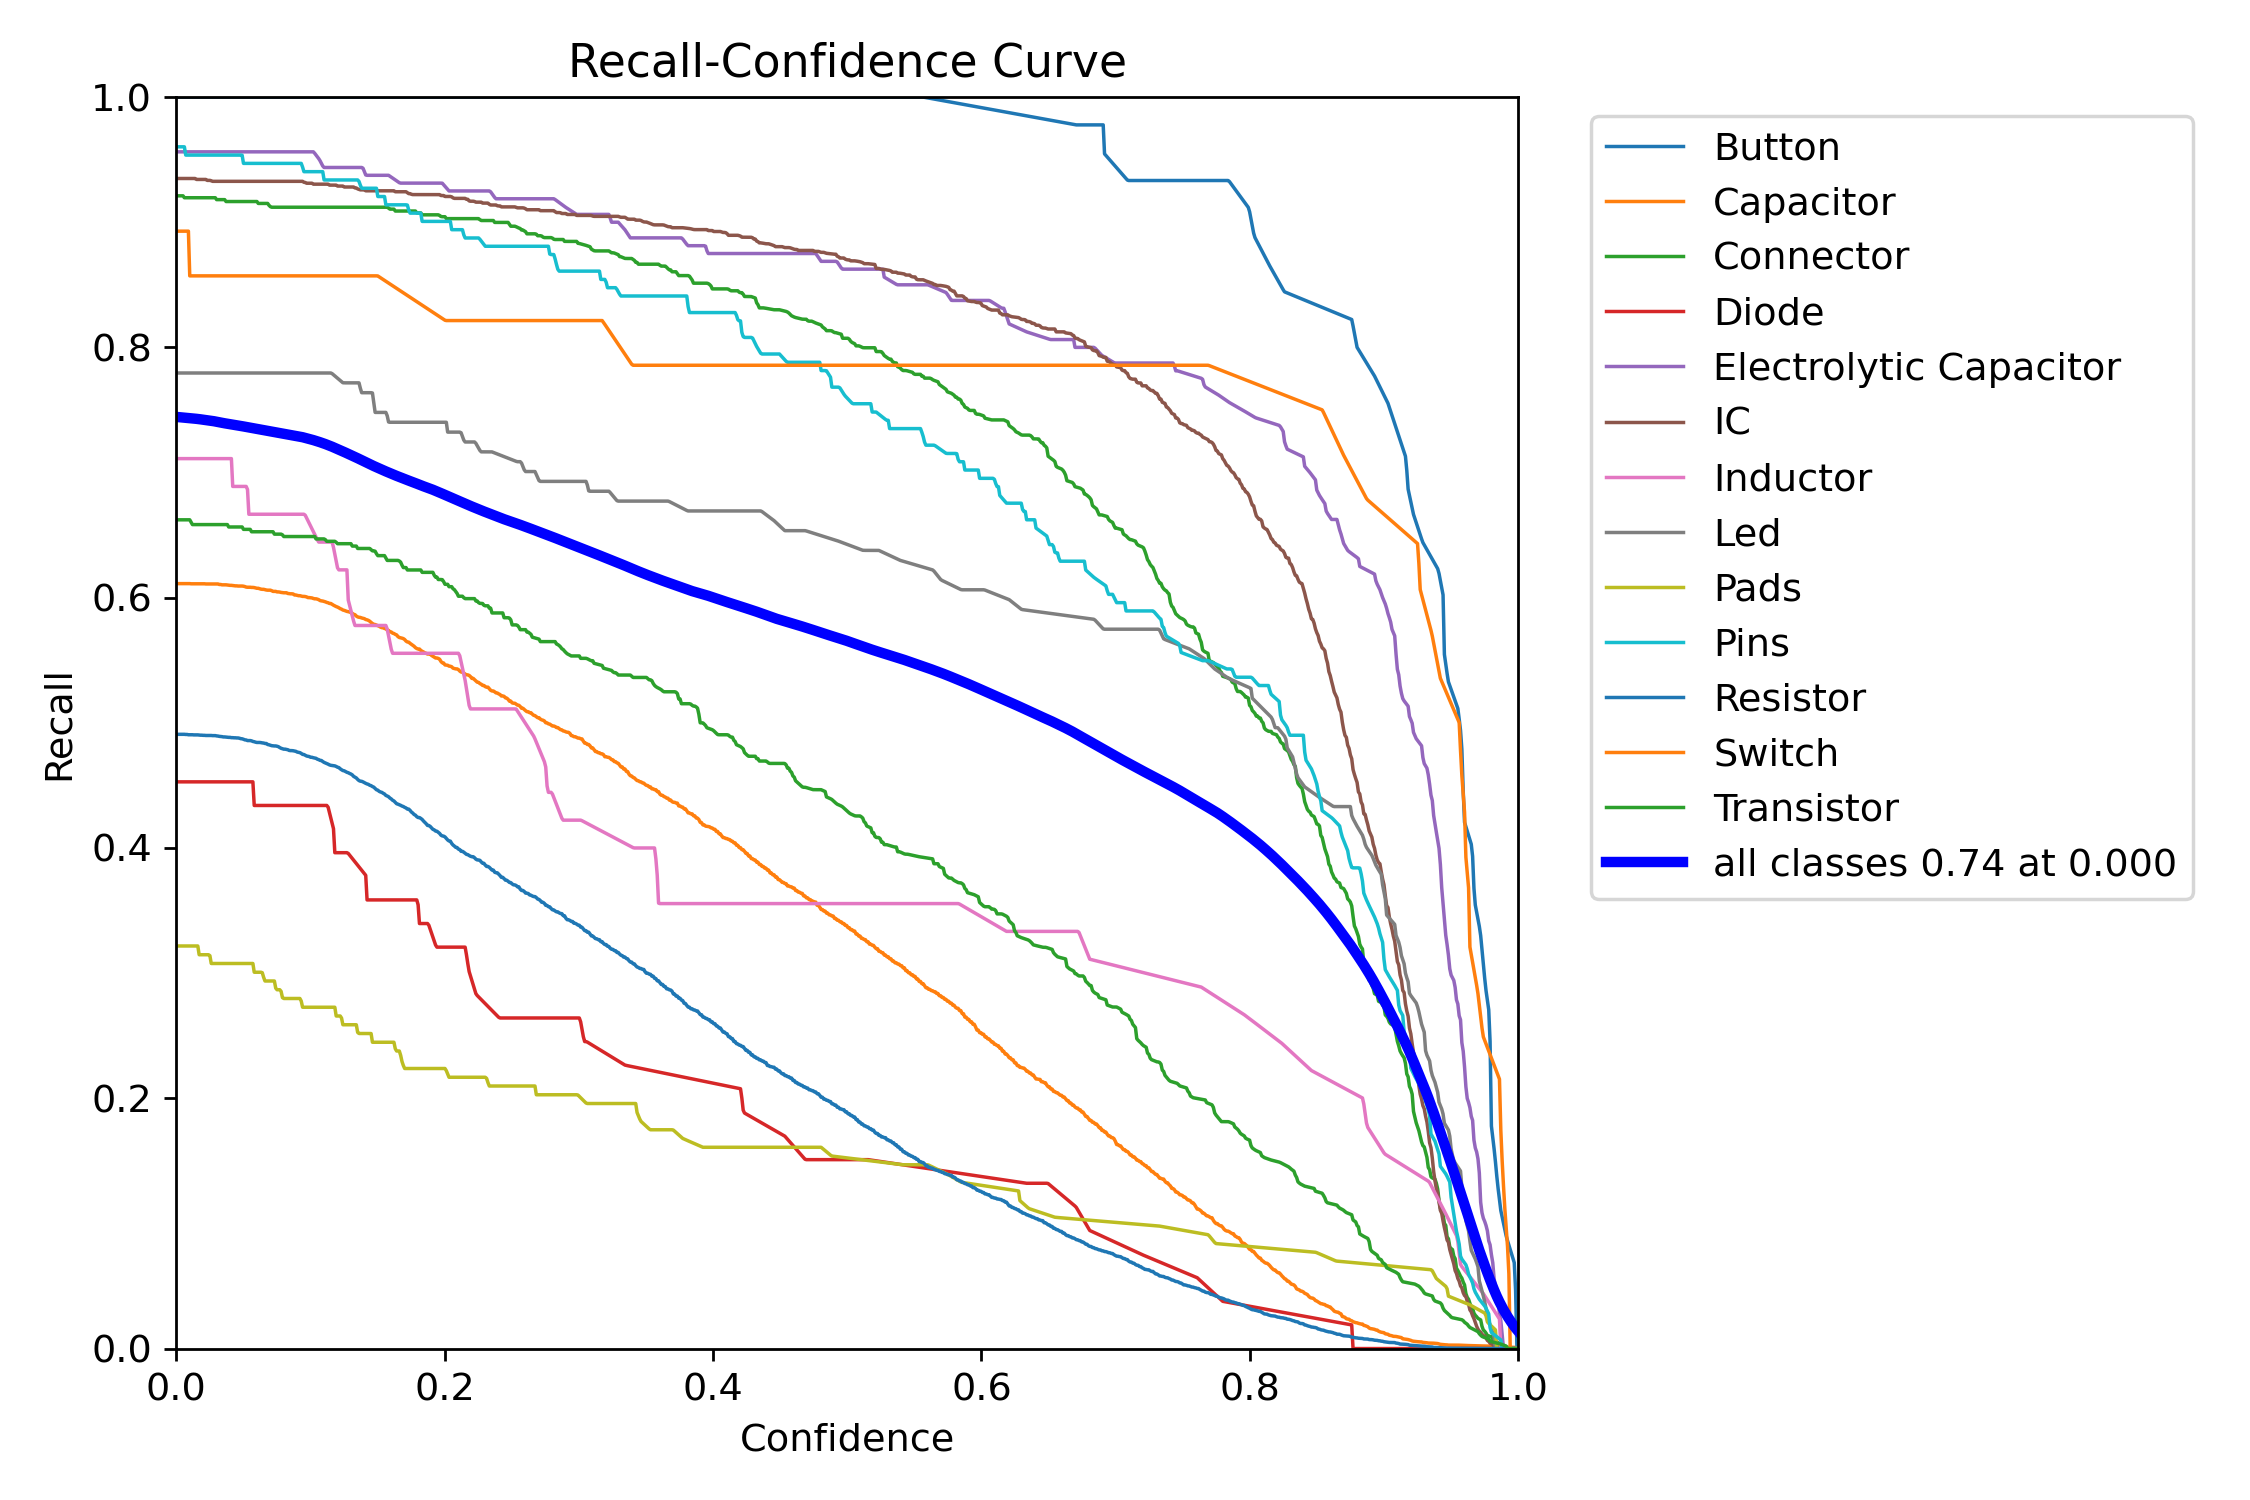 Recall-Confidence Curve
1.0
0.8
0.6
0.4
0.2
0.0
Recall
0.0 0.2 0.4 0.6 0.8 1.0
Confidence
Button
Capacitor
Connector
Diode
Electrolytic Capacitor
IC
Inductor
Led
Pads
Pins
Resistor
Switch
Transistor
all classes 0.74 at 0.000